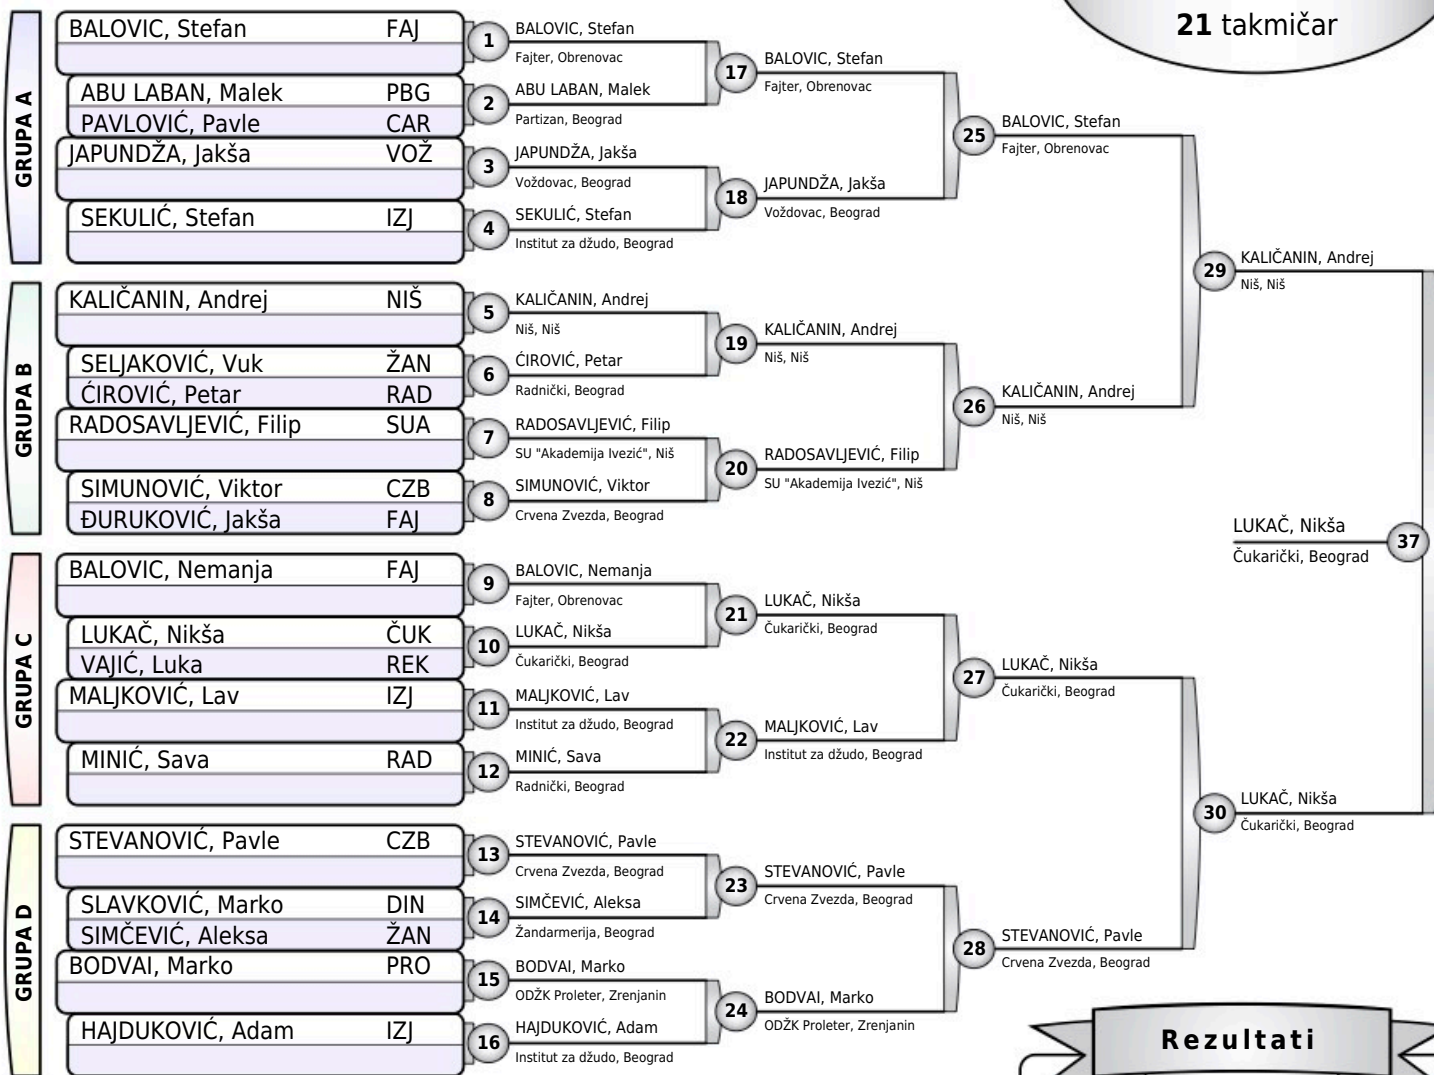 21 takmičar
GRUPA A
BALOVIC, Stefan FAJ
ABU LABAN, Malek PBG
PAVLOVIĆ, Pavle CAR
JAPUNDŽA, Jakša VOŽ
SEKULIĆ, Stefan IZJ
1 BALOVIC, Stefan
Fajter, Obrenovac
2 ABU LABAN, Malek
Partizan, Beograd
3 JAPUNDŽA, Jakša
Voždovac, Beograd
4 SEKULIĆ, Stefan
Institut za džudo, Beograd
17 BALOVIC, Stefan
Fajter, Obrenovac
18 JAPUNDŽA, Jakša
Voždovac, Beograd
25 BALOVIC, Stefan
Fajter, Obrenovac
GRUPA B
KALIČANIN, Andrej NIŠ
SELJAKOVIĆ, Vuk ŽAN
ĆIROVIĆ, Petar RAD
RADOSAVLJEVIĆ, Filip SUA
SIMUNOVIĆ, Viktor CZB
ĐURUKOVIĆ, Jakša FAJ
5 KALIČANIN, Andrej
Niš, Niš
6 ĆIROVIĆ, Petar
Radnički, Beograd
7 RADOSAVLJEVIĆ, Filip
SU "Akademija Ivezić", Niš
8 SIMUNOVIĆ, Viktor
Crvena Zvezda, Beograd
19 KALIČANIN, Andrej
Niš, Niš
20 RADOSAVLJEVIĆ, Filip
SU "Akademija Ivezić", Niš
26 KALIČANIN, Andrej
Niš, Niš
29 KALIČANIN, Andrej
Niš, Niš
GRUPA C
BALOVIC, Nemanja FAJ
LUKAČ, Nikša ČUK
VAJIĆ, Luka REK
MALJKOVIĆ, Lav IZJ
MINIĆ, Sava RAD
9 BALOVIC, Nemanja
Fajter, Obrenovac
10 LUKAČ, Nikša
Čukarički, Beograd
11 MALJKOVIĆ, Lav
Institut za džudo, Beograd
12 MINIĆ, Sava
Radnički, Beograd
21 LUKAČ, Nikša
Čukarički, Beograd
22 MALJKOVIĆ, Lav
Institut za džudo, Beograd
27 LUKAČ, Nikša
Čukarički, Beograd
GRUPA D
STEVANOVIĆ, Pavle CZB
SLAVKOVIĆ, Marko DIN
SIMČEVIĆ, Aleksa ŽAN
BODVAI, Marko PRO
HAJDUKOVIĆ, Adam IZJ
13 STEVANOVIĆ, Pavle
Crvena Zvezda, Beograd
14 SIMČEVIĆ, Aleksa
Žandarmerija, Beograd
15 BODVAI, Marko
ODŽK Proleter, Zrenjanin
16 HAJDUKOVIĆ, Adam
Institut za džudo, Beograd
23 STEVANOVIĆ, Pavle
Crvena Zvezda, Beograd
24 BODVAI, Marko
ODŽK Proleter, Zrenjanin
28 STEVANOVIĆ, Pavle
Crvena Zvezda, Beograd
30 LUKAČ, Nikša
Čukarički, Beograd
LUKAČ, Nikša 37
Čukarički, Beograd
Rezultati